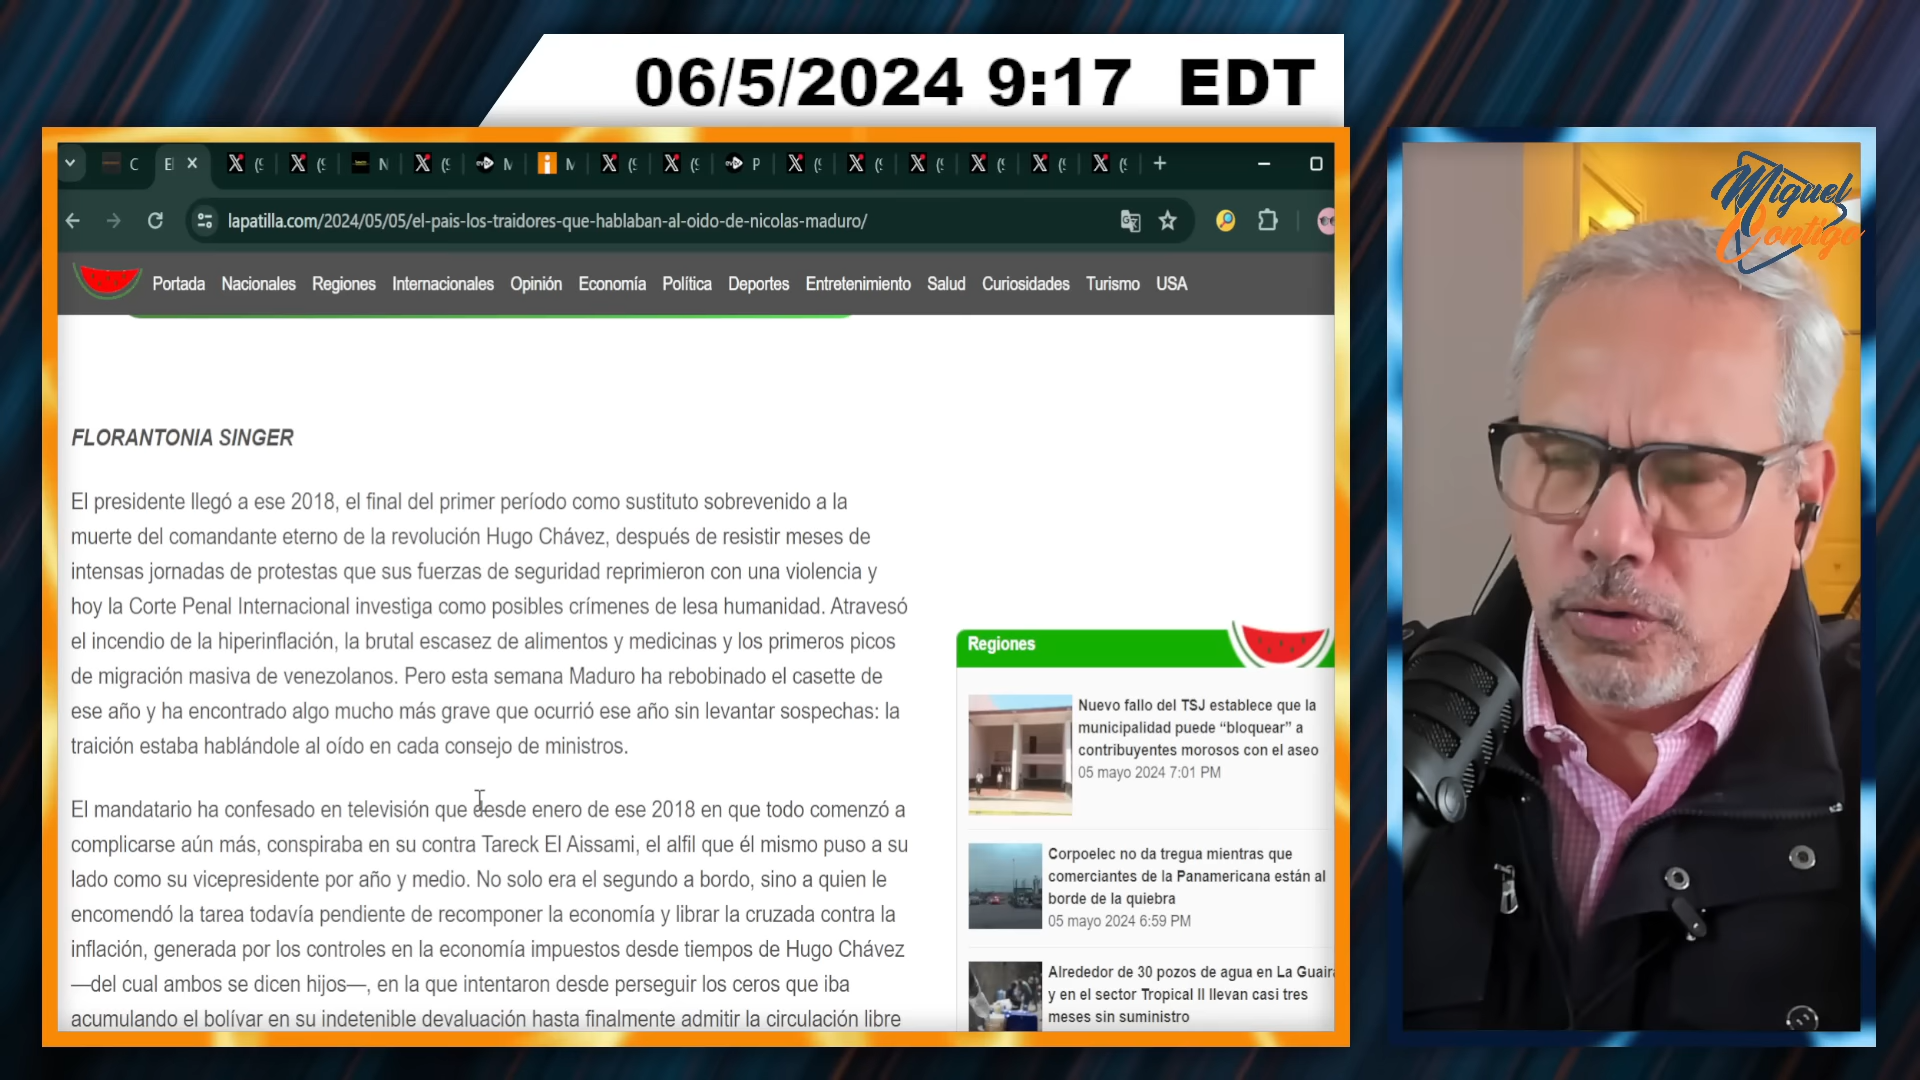 06/5/2024 9:17 EDT
lapatilla.com/2024/05/05/el-pais-los-traidores-que-hablaban-al-oido-de-nicolas-maduro/
Portada Nacionales Regiones Internacionales Opinión Economía Política Deportes Entretenimiento Salud Curiosidades Turismo USA
FLORANTONIA SINGER
El presidente llegó a ese 2018, el final del primer período como sustituto sobrevenido a la
muerte del comandante eterno de la revolución Hugo Chávez, después de resistir meses de
intensas jornadas de protestas que sus fuerzas de seguridad reprimieron con una violencia y
hoy la Corte Penal Internacional investiga como posibles crímenes de lesa humanidad. Atravesó
el incendio de la hiperinflación, la brutal escasez de alimentos y medicinas y los primeros picos
de migración masiva de venezolanos. Pero esta semana Maduro ha rebobinado el casette de
ese año y ha encontrado algo mucho más grave que ocurrió ese año sin levantar sospechas: la
traición estaba hablándole al oído en cada consejo de ministros.
El mandatario ha confesado en televisión que desde enero de ese 2018 en que todo comenzó a
complicarse aún más, conspiraba en su contra Tareck El Aissami, el alfil que él mismo puso a su
lado como su vicepresidente por año y medio. No solo era el segundo a bordo, sino a quien le
encomendó la tarea todavía pendiente de recomponer la economía y librar la cruzada contra la
inflación, generada por los controles en la economía impuestos desde tiempos de Hugo Chávez
—del cual ambos se dicen hijos—, en la que intentaron desde perseguir los ceros que iba
acumulando el bolívar en su indetenible devaluación hasta finalmente admitir la circulación libre
Regiones
Nuevo fallo del TSJ establece que la
municipalidad puede “bloquear” a
contribuyentes morosos con el aseo
05 mayo 2024 7:01 PM
Corpoelec no da tregua mientras que
comerciantes de la Panamericana están al
borde de la quiebra
05 mayo 2024 6:59 PM
Alrededor de 30 pozos de agua en La Guaira
y en el sector Tropical II llevan casi tres
meses sin suministro
Miguel
Contigo